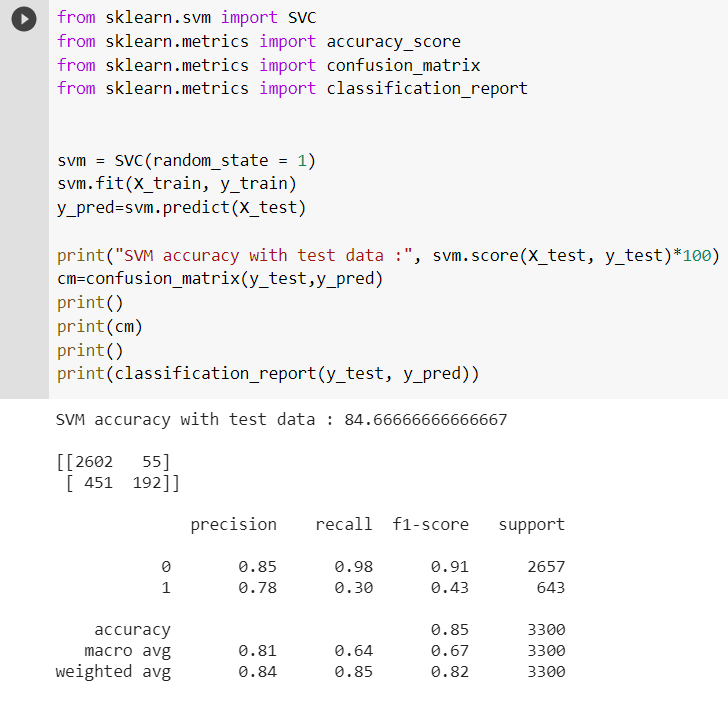 from sklearn.svm import SVC
from sklearn.metrics import accuracy_score
from sklearn.metrics import confusion_matrix
from sklearn.metrics import classification_report
svm = SVC(random_state = 1)
svm.fit(X_train, y_train)
y_pred=svm.predict(X_test)
print("SVM accuracy with test data :", svm.score(X_test, y_test)*100)
cm=confusion_matrix(y_test,y_pred)
print()
print(cm)
print()
print(classification_report(y_test, y_pred))
SVM accuracy with test data : 84.66666666666667
[[2602   55]
 [ 451  192]]
              precision    recall  f1-score   support
           0       0.85      0.98      0.91      2657
           1       0.78      0.30      0.43       643
    accuracy                           0.85      3300
   macro avg       0.81      0.64      0.67      3300
weighted avg       0.84      0.85      0.82      3300